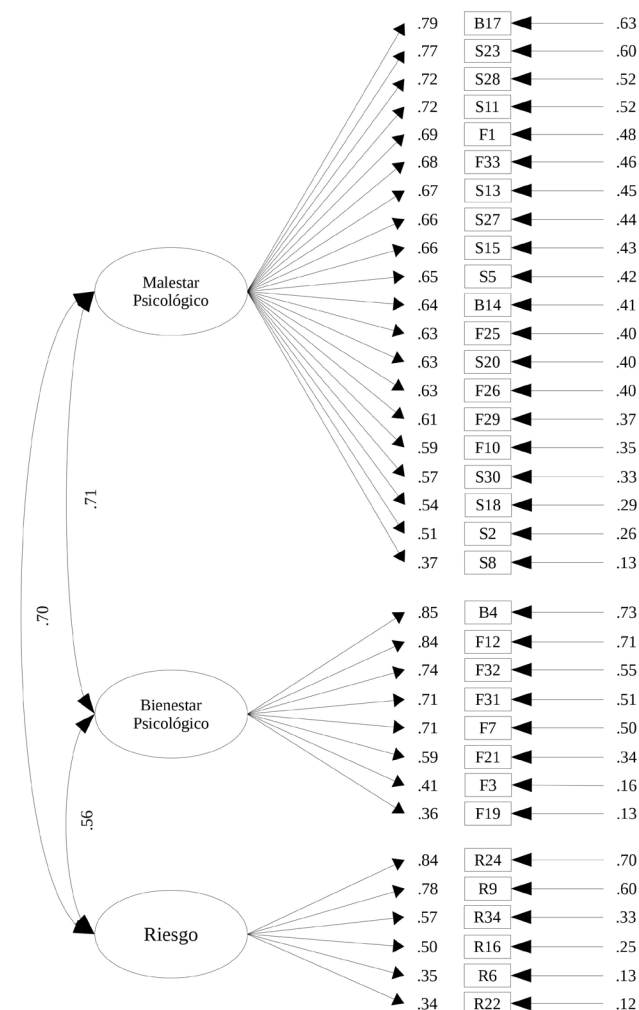 .79 B17 .63
.77 S23 .60
.72 S28 .52
.72 S11 .52
.69 F1 .48
.68 F33 .46
.67 S13 .45
.66 S27 .44
.66 S15 .43
.65 S5 .42
Malestar
Psicológico
.64 B14 .41
.63 F25 .40
.63 S20 .40
.63 F26 .40
.61 F29 .37
.59 F10 .35
.57 S30 .33
.54 S18 .29
.51 S2 .26
.37 S8 .13
.71
.70
.85 B4 .73
.84 F12 .71
.74 F32 .55
.71 F31 .51
.71 F7 .50
.59 F21 .34
.41 F3 .16
.36 F19 .13
Bienestar
Psicológico
.56
.84 R24 .70
.78 R9 .60
.57 R34 .33
.50 R16 .25
.35 R6 .13
.34 R22 .12
Riesgo